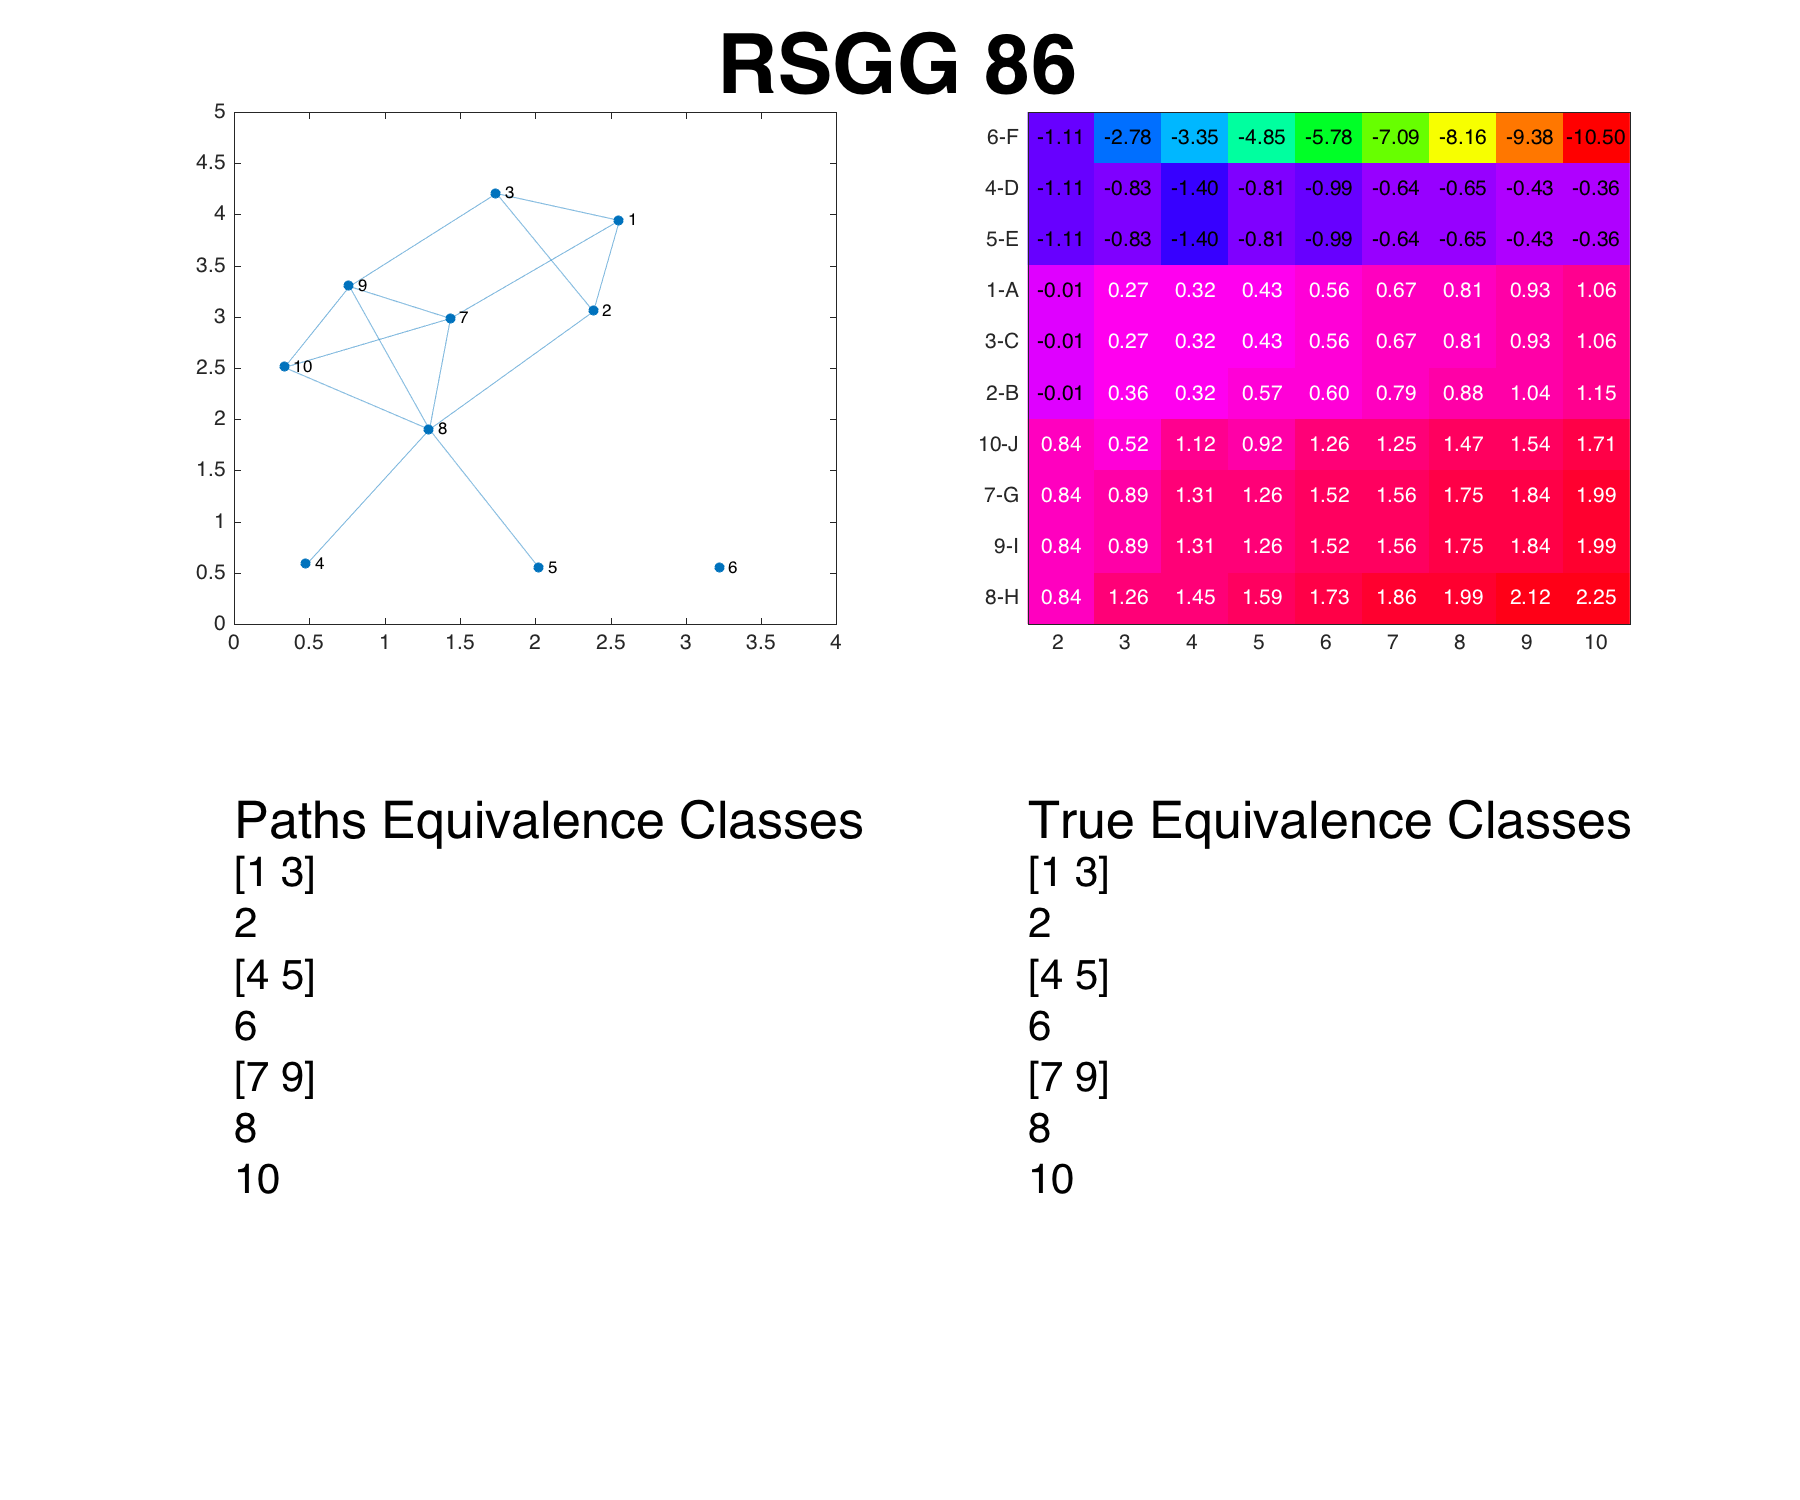 RSGG 86
5
4.5
4
3.5
3
2.5
2
1.5
1
0.5
0
0 0.5 1 1.5 2 2.5 3 3.5 4
3
1
9
7
2
10
8
4
5
6
6-F -1.11 -2.78 -3.35 -4.85 -5.78 -7.09 -8.16 -9.38 -10.50
4-D -1.11 -0.83 -1.40 -0.81 -0.99 -0.64 -0.65 -0.43 -0.36
5-E -1.11 -0.83 -1.40 -0.81 -0.99 -0.64 -0.65 -0.43 -0.36
1-A -0.01 0.27 0.32 0.43 0.56 0.67 0.81 0.93 1.06
3-C -0.01 0.27 0.32 0.43 0.56 0.67 0.81 0.93 1.06
2-B -0.01 0.36 0.32 0.57 0.60 0.79 0.88 1.04 1.15
10-J 0.84 0.52 1.12 0.92 1.26 1.25 1.47 1.54 1.71
7-G 0.84 0.89 1.31 1.26 1.52 1.56 1.75 1.84 1.99
9-I 0.84 0.89 1.31 1.26 1.52 1.56 1.75 1.84 1.99
8-H 0.84 1.26 1.45 1.59 1.73 1.86 1.99 2.12 2.25
2 3 4 5 6 7 8 9 10
Paths Equivalence Classes
[1 3]
2
[4 5]
6
[7 9]
8
10
True Equivalence Classes
[1 3]
2
[4 5]
6
[7 9]
8
10